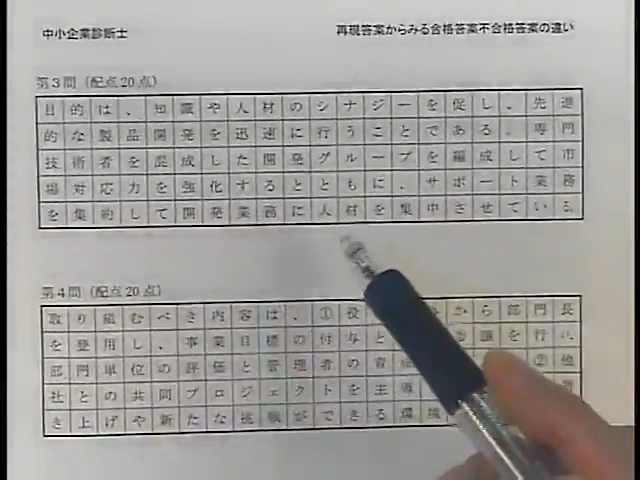 中小企業診断士
再現答案からみる合格答案不合格答案の違い
第3問(配点20点)
目的は、知識や人材のシナジーを促し、先進
的な製品開発を迅速に行うことである。専門
技術者を混成した開発グループを編成して市
場対応力を強化するとともに、サポート業務
を集約して開発業務に人材を集中させている
第4問(配点20点)
取り組むべき内容は、①役 から部門長
を登用し、事業目標の付与と 譲を行い、
部門単位の評価と管理者の育 ②他
社との共同プロジェクトを主導
き上げや新たな挑戦ができる環境